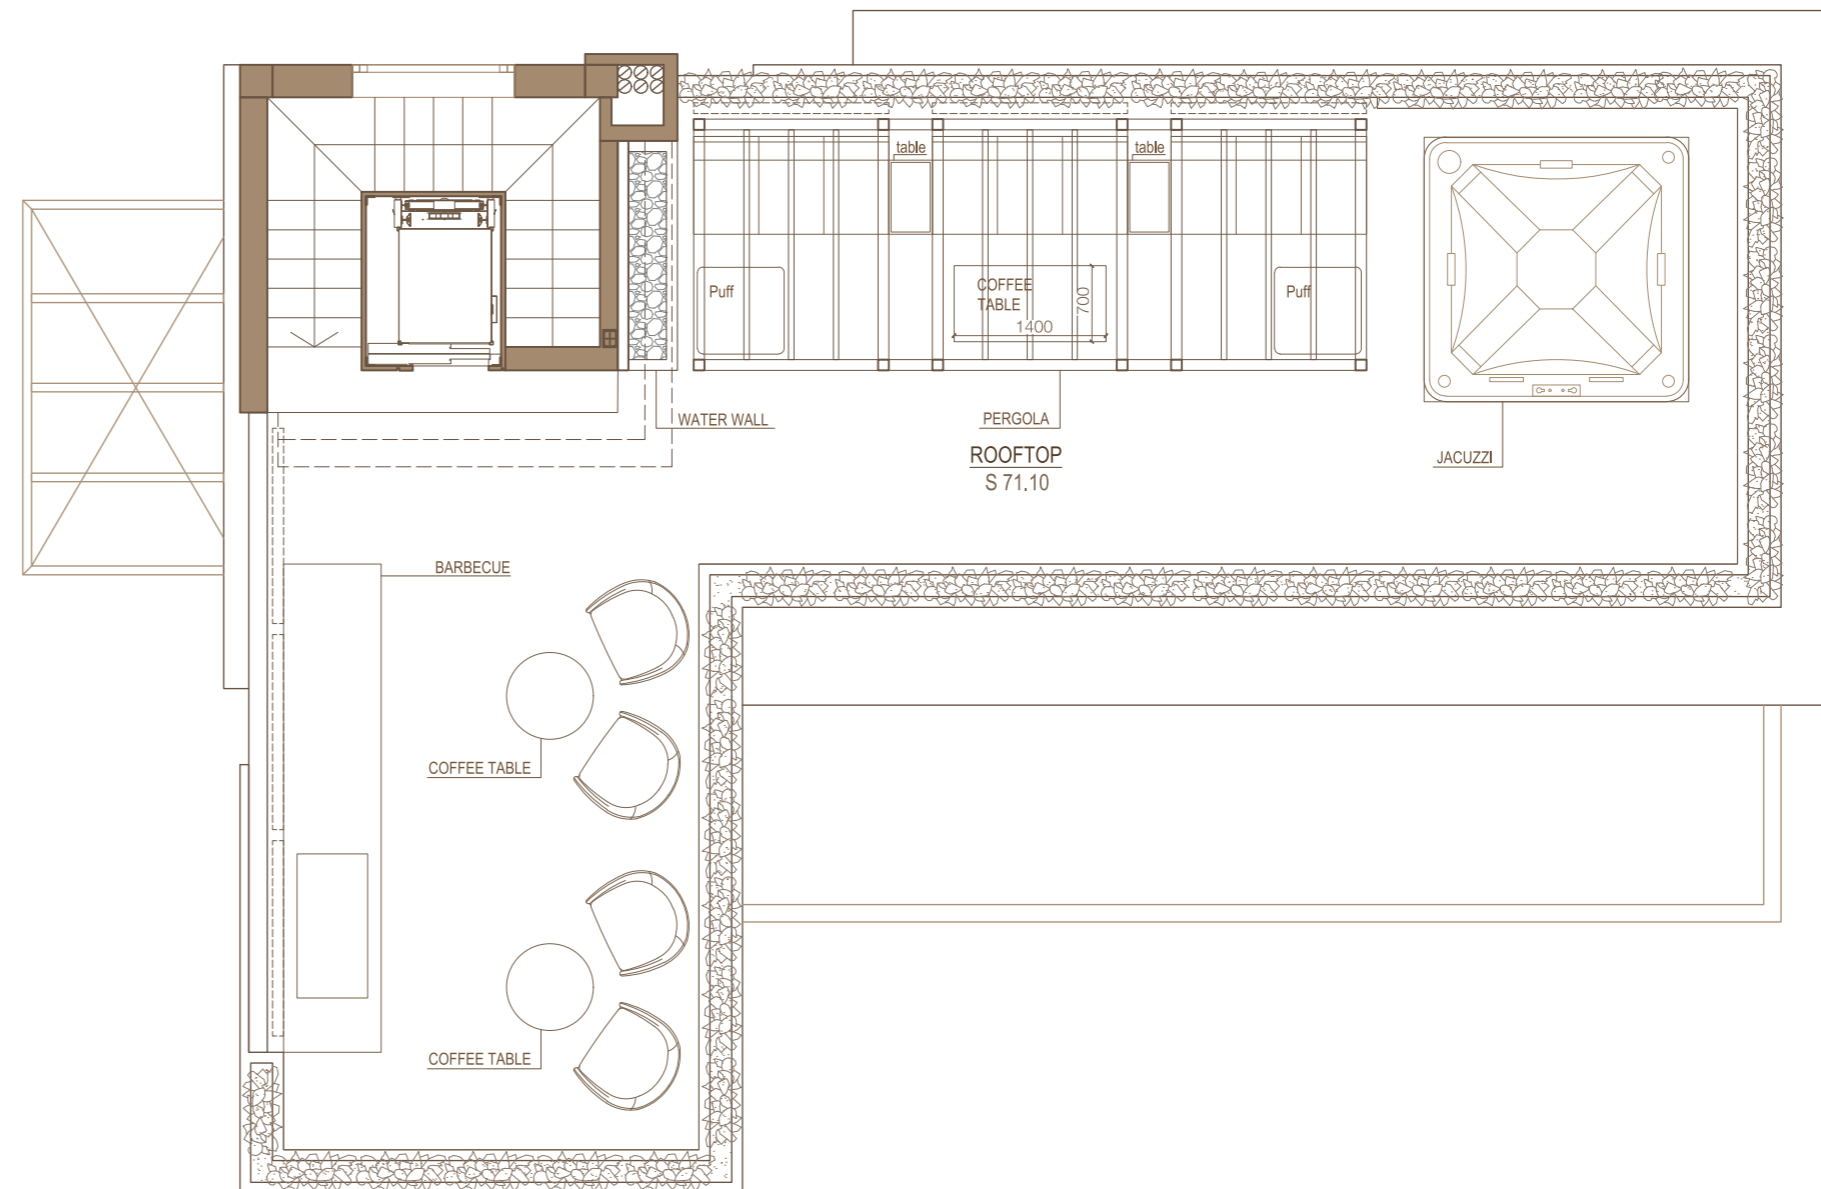 table
table
Puff
COFFEE
TABLE
700
1400
Puff
WATER WALL
PERGOLA
ROOFTOP
S 71.10
JACUZZI
BARBECUE
COFFEE TABLE
COFFEE TABLE